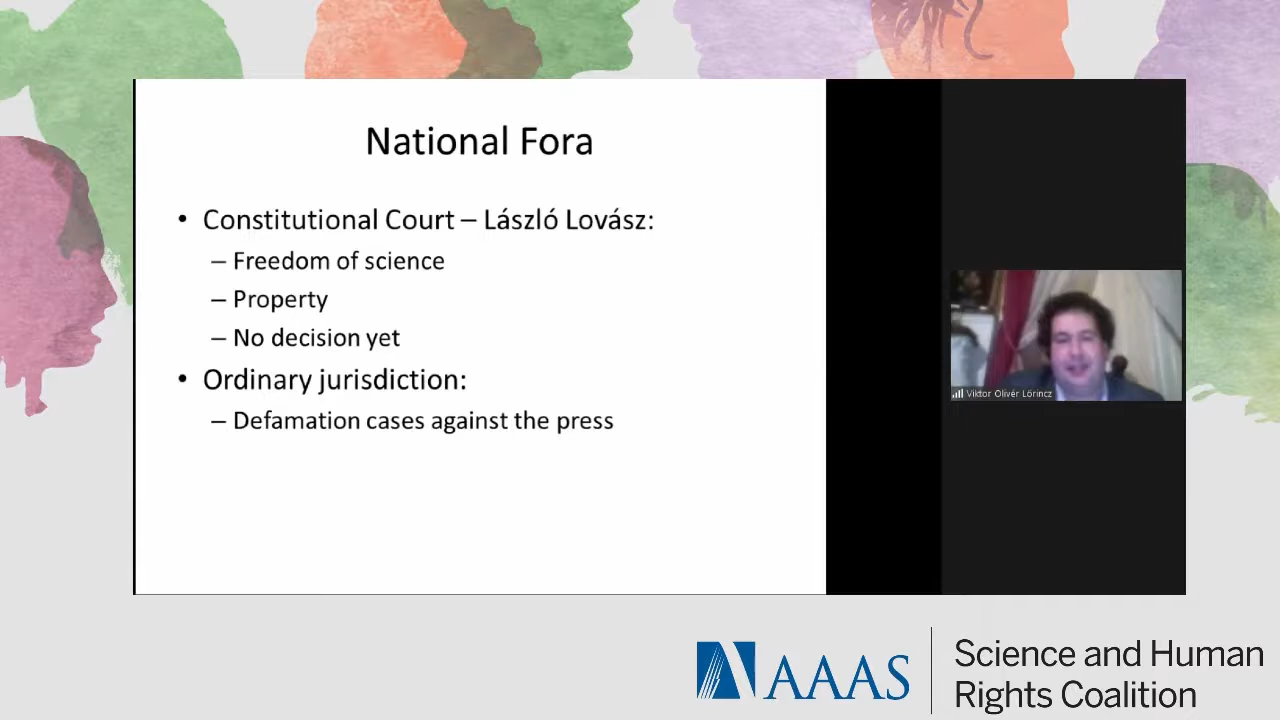 National Fora
• Constitutional Court – László Lovász:
– Freedom of science
– Property
– No decision yet
• Ordinary jurisdiction:
– Defamation cases against the press
Viktor Olivér Lőrincz
AAAS
Science and Human
Rights Coalition